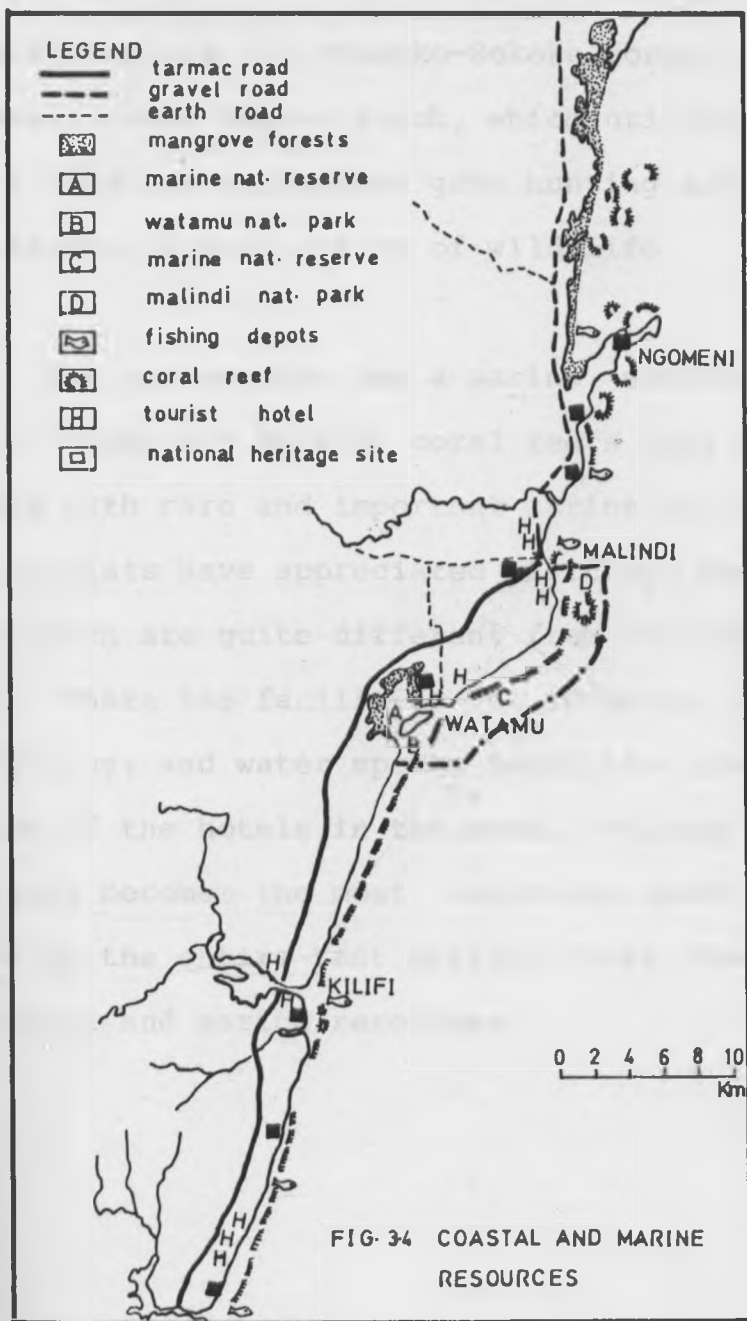 LEGEND
tarmac road
gravel road
earth road
mangrove forests
A marine nat. reserve
B watamu nat. park
C marine nat. reserve
D malindi nat. park
fishing depots
coral reef
H tourist hotel
national heritage site
NGOMENI
H
H
MALINDI
H
H
D
H
C
H
A
WATAMU
B
H
KILIFI
H
0 2 4 6 8 10
Km
H
H
H
FIG. 3.4 COASTAL AND MARINE
RESOURCES